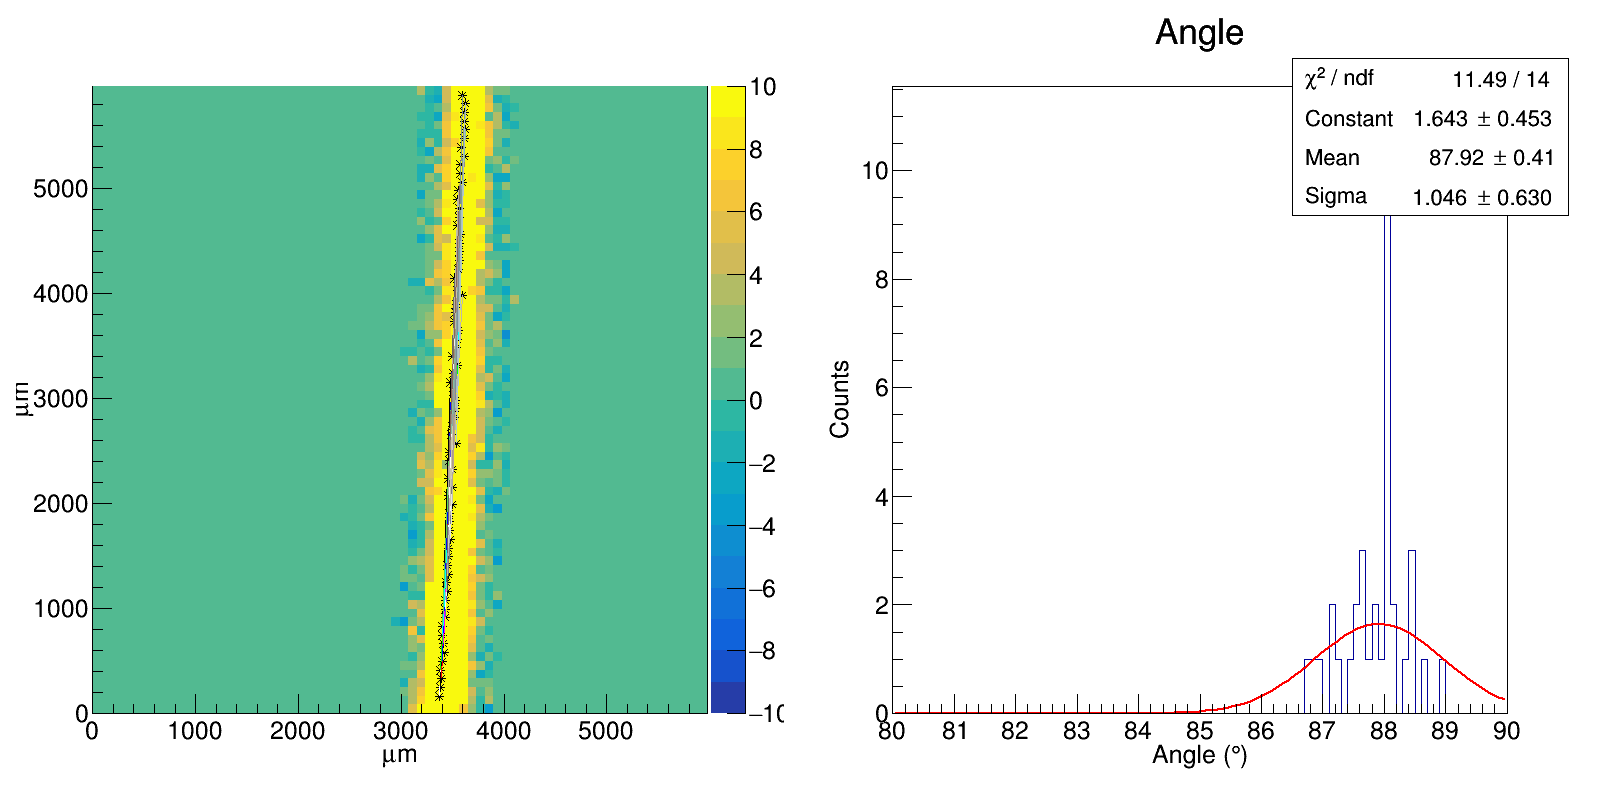 Angle
χ² / ndf 11.49 / 14
Constant 1.643 ± 0.453
Mean 87.92 ± 0.41
Sigma 1.046 ± 0.630
μm
5000
4000
3000
2000
1000
0
0 1000 2000 3000 4000 5000
μm
10
8
6
4
2
0
−2
−4
−6
−8
−10
Counts
10
8
6
4
2
0
80 81 82 83 84 85 86 87 88 89 90
Angle (°)